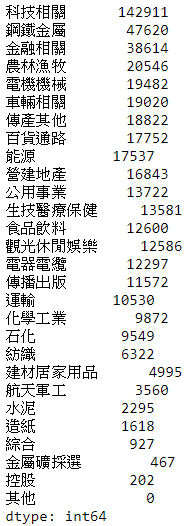 科技相關 142911
鋼鐵金屬 47620
金融相關 38614
農林漁牧 20546
電機機械 19482
車輛相關 19020
傳產其他 18822
百貨通路 17752
能源 17537
營建地產 16843
公用事業 13722
生技醫療保健 13581
食品飲料 12600
觀光休閒娛樂 12586
電器電纜 12297
傳播出版 11572
運輸 10530
化學工業 9872
石化 9549
紡織 6322
建材居家用品 4995
航天軍工 3560
水泥 2295
造紙 1618
綜合 927
金屬礦採選 467
控股 202
其他 0
dtype: int64